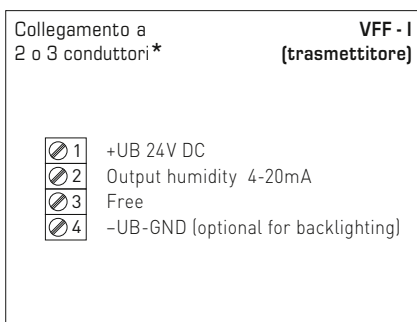 Collegamento a
2 o 3 conduttori*
VFF - I
(trasmettitore)
1 +UB 24V DC
2 Output humidity 4-20mA
3 Free
4 –UB-GND (optional for backlighting)